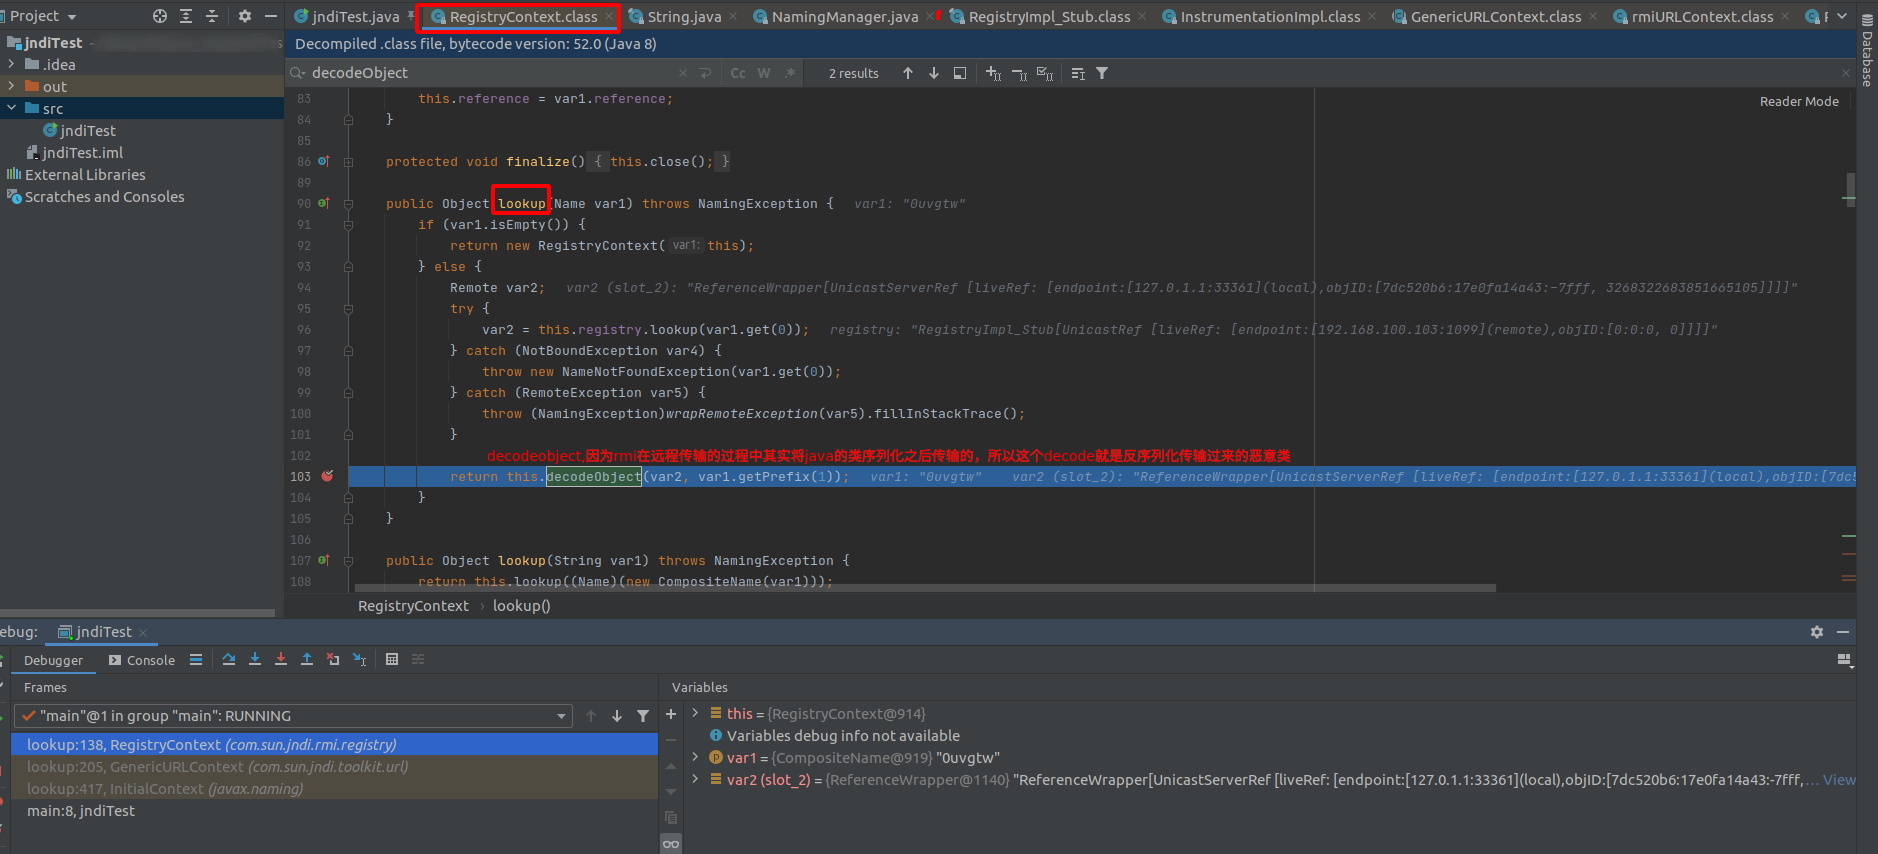 Project
jndiTest.java
RegistryContext.class
String.java
NamingManager.java
RegistryImpl_Stub.class
InstrumentationImpl.class
GenericURLContext.class
rmiURLContext.class
jndiTest
.idea
out
src
jndiTest
jndiTest.iml
External Libraries
Scratches and Consoles
Database
Decompiled .class file, bytecode version: 52.0 (Java 8)
decodeObject
Cc W .*
2 results
Reader Mode
83 this.reference = var1.reference;
84 }
85
86 protected void finalize() { this.close(); }
89
90 public Object lookup(Name var1) throws NamingException { var1: "0uvgtw"
91 if (var1.isEmpty()) {
92 return new RegistryContext( var1: this);
93 } else {
94 Remote var2; var2 (slot_2): "ReferenceWrapper[UnicastServerRef [liveRef: [endpoint:[127.0.1.1:33361](local),objID:[7dc520b6:17e0fa14a43:-7fff, 3268322683851665105]]]]"
95 try {
96 var2 = this.registry.lookup(var1.get(0)); registry: "RegistryImpl_Stub[UnicastRef [liveRef: [endpoint:[192.168.100.103:1099](remote),objID:[0:0:0, 0]]]]"
97 } catch (NotBoundException var4) {
98 throw new NameNotFoundException(var1.get(0));
99 } catch (RemoteException var5) {
100 throw (NamingException)wrapRemoteException(var5).fillInStackTrace();
101 }
102 decodeobject,因为rmi在远程传输的过程中其实将java的类序列化之后传输的，所以这个decode就是反序列化传输过来的恶意类
103 return this.decodeObject(var2, var1.getPrefix(1)); var1: "0uvgtw" var2 (slot_2): "ReferenceWrapper[UnicastServerRef [liveRef: [endpoint:[127.0.1.1:33361](local),objID:[7dc5
104 }
105 }
106
107 public Object lookup(String var1) throws NamingException {
108 return this.lookup((Name)(new CompositeName(var1)));
RegistryContext › lookup()
ebug: jndiTest
Debugger
Console
Frames
Variables
"main"@1 in group "main": RUNNING
lookup:138, RegistryContext (com.sun.jndi.rmi.registry)
lookup:205, GenericURLContext (com.sun.jndi.toolkit.url)
lookup:417, InitialContext (javax.naming)
main:8, jndiTest
this = {RegistryContext@914}
Variables debug info not available
var1 = {CompositeName@919} "0uvgtw"
var2 (slot_2) = {ReferenceWrapper@1140} "ReferenceWrapper[UnicastServerRef [liveRef: [endpoint:[127.0.1.1:33361](local),objID:[7dc520b6:17e0fa14a43:-7fff, ... View